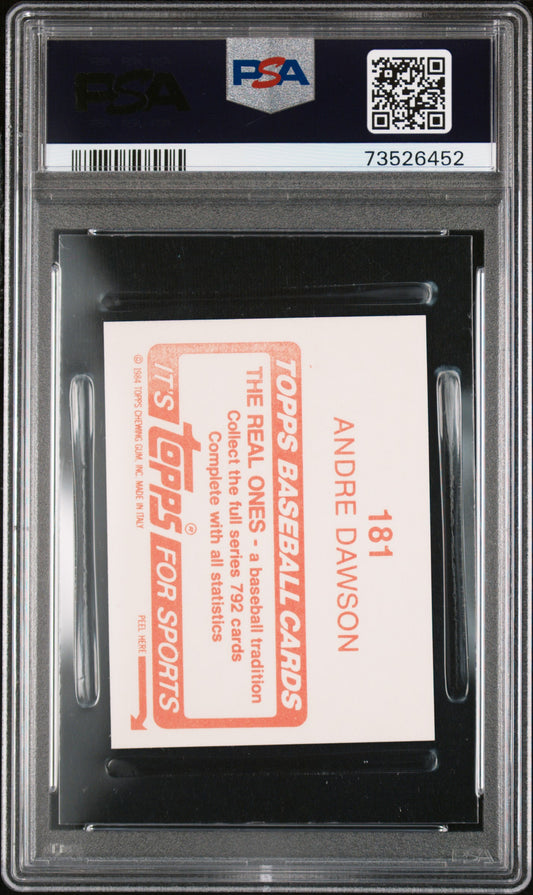 PSA
PSA
73526452
181
ANDRE DAWSON
TOPPS BASEBALL CARDS
THE REAL ONES - a baseball tradition
Collect the full series 792 cards
Complete with all statistics
IT'S TOPPS® FOR SPORTS
PEEL HERE
© 1984 TOPPS CHEWING GUM, INC. MADE IN ITALY
PSA